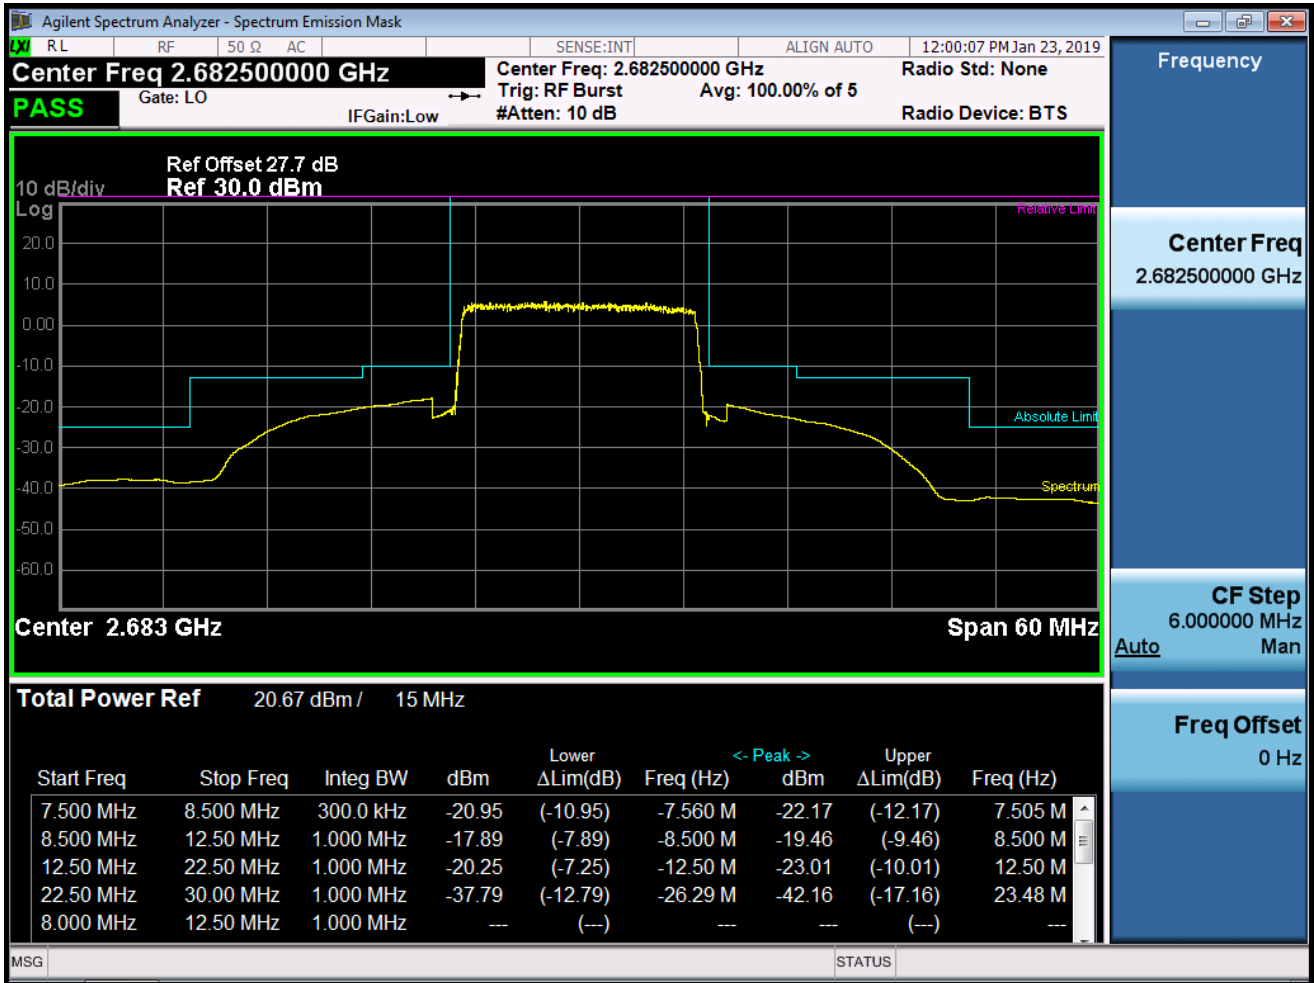 Agilent Spectrum Analyzer - Spectrum Emission Mask
LXI RL RF 50 Ω AC SENSE:INT ALIGN AUTO 12:00:07 PM Jan 23, 2019
Center Freq 2.682500000 GHz
Center Freq: 2.682500000 GHz
Radio Std: None
PASS
Gate: LO
Trig: RF Burst
Avg: 100.00% of 5
IFGain:Low
#Atten: 10 dB
Radio Device: BTS
Ref Offset 27.7 dB
10 dB/div Ref 30.0 dBm
Log
Relative Limit
20.0
10.0
0.00
-10.0
-20.0
Absolute Limit
-30.0
-40.0
Spectrum
-50.0
-60.0
Center 2.683 GHz
Span 60 MHz
Total Power Ref 20.67 dBm / 15 MHz
Lower <- Peak -> Upper
Start Freq Stop Freq Integ BW dBm ΔLim(dB) Freq (Hz) dBm ΔLim(dB) Freq (Hz)
7.500 MHz 8.500 MHz 300.0 kHz -20.95 (-10.95) -7.560 M -22.17 (-12.17) 7.505 M
8.500 MHz 12.50 MHz 1.000 MHz -17.89 (-7.89) -8.500 M -19.46 (-9.46) 8.500 M
12.50 MHz 22.50 MHz 1.000 MHz -20.25 (-7.25) -12.50 M -23.01 (-10.01) 12.50 M
22.50 MHz 30.00 MHz 1.000 MHz -37.79 (-12.79) -26.29 M -42.16 (-17.16) 23.48 M
8.000 MHz 12.50 MHz 1.000 MHz --- (---) --- --- (---) ---
MSG
STATUS
Frequency
Center Freq
2.682500000 GHz
CF Step
6.000000 MHz
Auto Man
Freq Offset
0 Hz